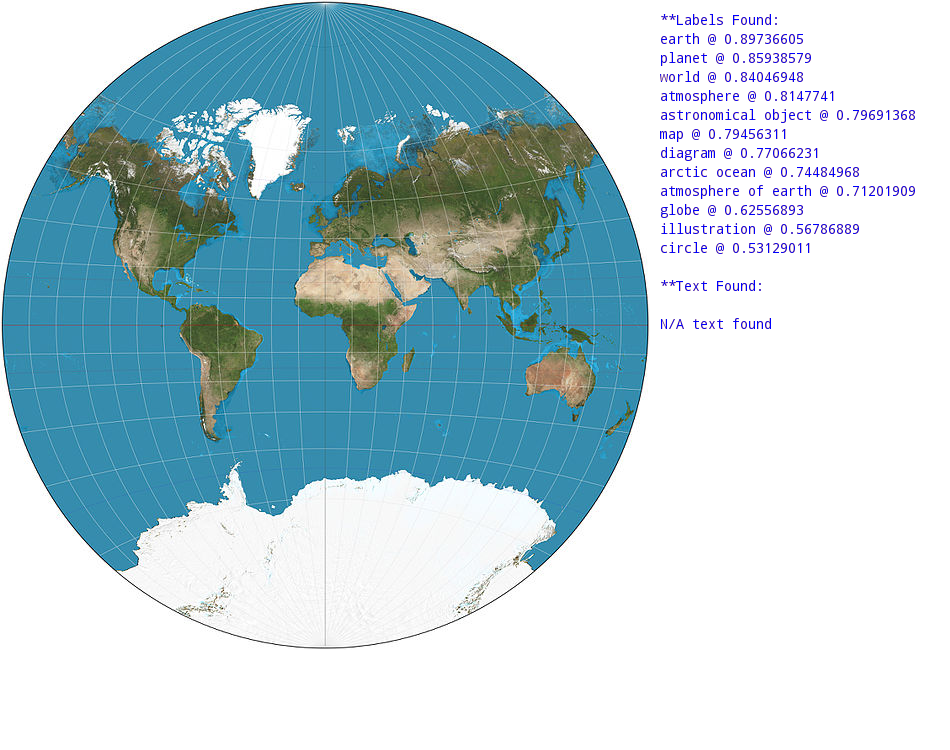 **Labels Found:
earth @ 0.89736605
planet @ 0.85938579
world @ 0.84046948
atmosphere @ 0.8147741
astronomical object @ 0.79691368
map @ 0.79456311
diagram @ 0.77066231
arctic ocean @ 0.74484968
atmosphere of earth @ 0.71201909
globe @ 0.62556893
illustration @ 0.56786889
circle @ 0.53129011
**Text Found:
N/A text found